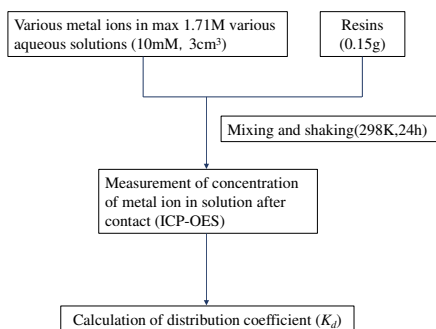 Various metal ions in max 1.71M various
aqueous solutions (10mM, 3cm³)
Resins
(0.15g)
Mixing and shaking(298K,24h)
Measurement of concentration
of metal ion in solution after
contact (ICP-OES)
Calculation of distribution coefficient (K_d)